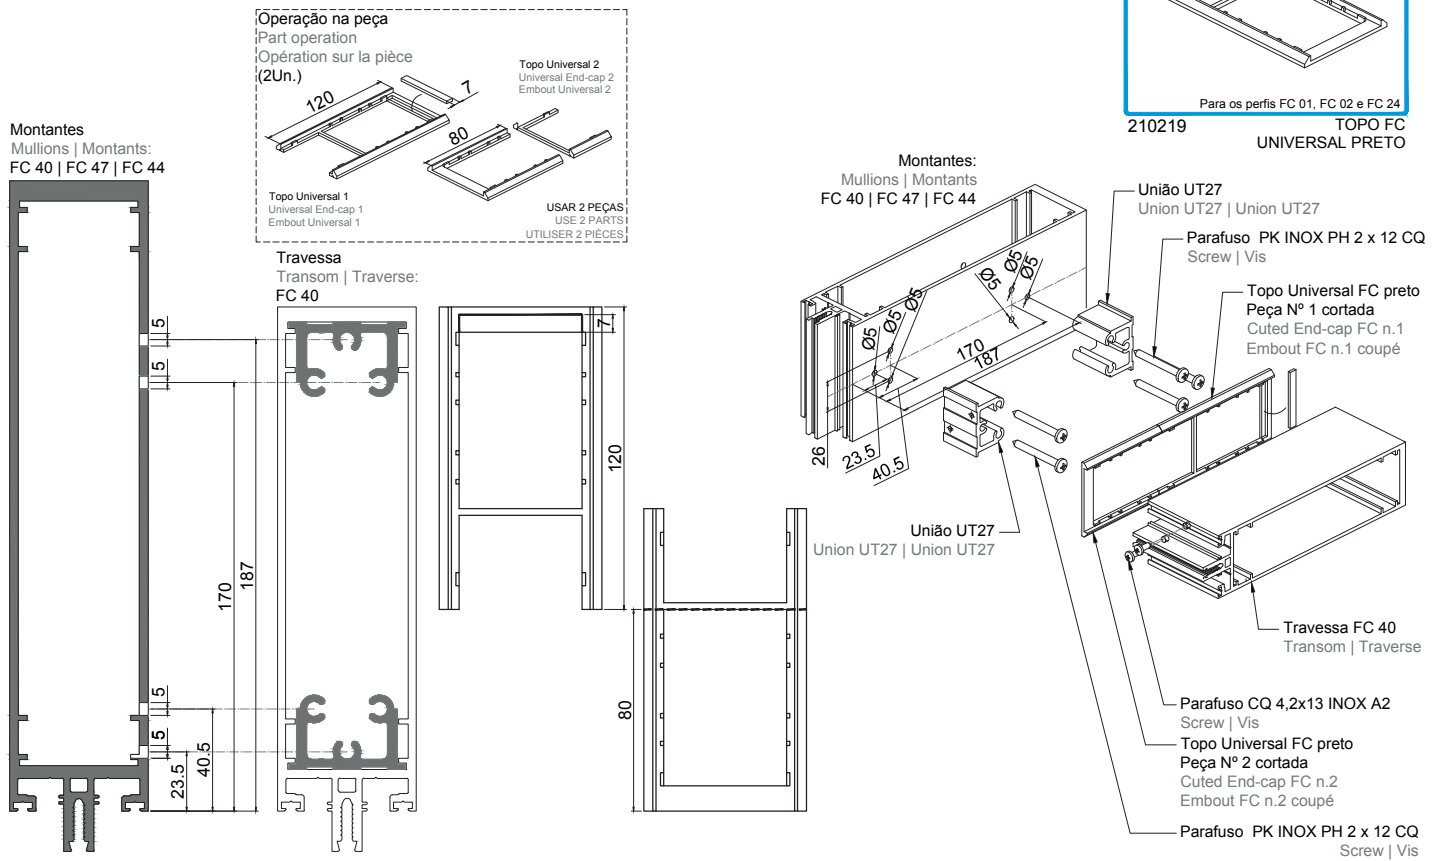 Operação na peça
Part operation
Opération sur la pièce
(2Un.)
120
7
80
Topo Universal 2
Universal End-cap 2
Embout Universal 2
Topo Universal 1
Universal End-cap 1
Embout Universal 1
USAR 2 PEÇAS
USE 2 PARTS
UTILISER 2 PIÈCES
Para os perfis FC 01, FC 02 e FC 24
210219
TOPO FC
UNIVERSAL PRETO
Montantes
Mullions | Montants:
FC 40 | FC 47 | FC 44
5
5
5
5
23.5
40.5
170
187
Travessa
Transom | Traverse:
FC 40
7
120
80
Montantes:
Mullions | Montants
FC 40 | FC 47 | FC 44
Ø5
Ø5
Ø5
Ø5
Ø5
Ø5
170
187
26
23.5
40.5
União UT27
Union UT27 | Union UT27
Parafuso PK INOX PH 2 x 12 CQ
Screw | Vis
Topo Universal FC preto
Peça Nº 1 cortada
Cuted End-cap FC n.1
Embout FC n.1 coupé
União UT27
Union UT27 | Union UT27
Travessa FC 40
Transom | Traverse
Parafuso CQ 4,2x13 INOX A2
Screw | Vis
Topo Universal FC preto
Peça Nº 2 cortada
Cuted End-cap FC n.2
Embout FC n.2 coupé
Parafuso PK INOX PH 2 x 12 CQ
Screw | Vis